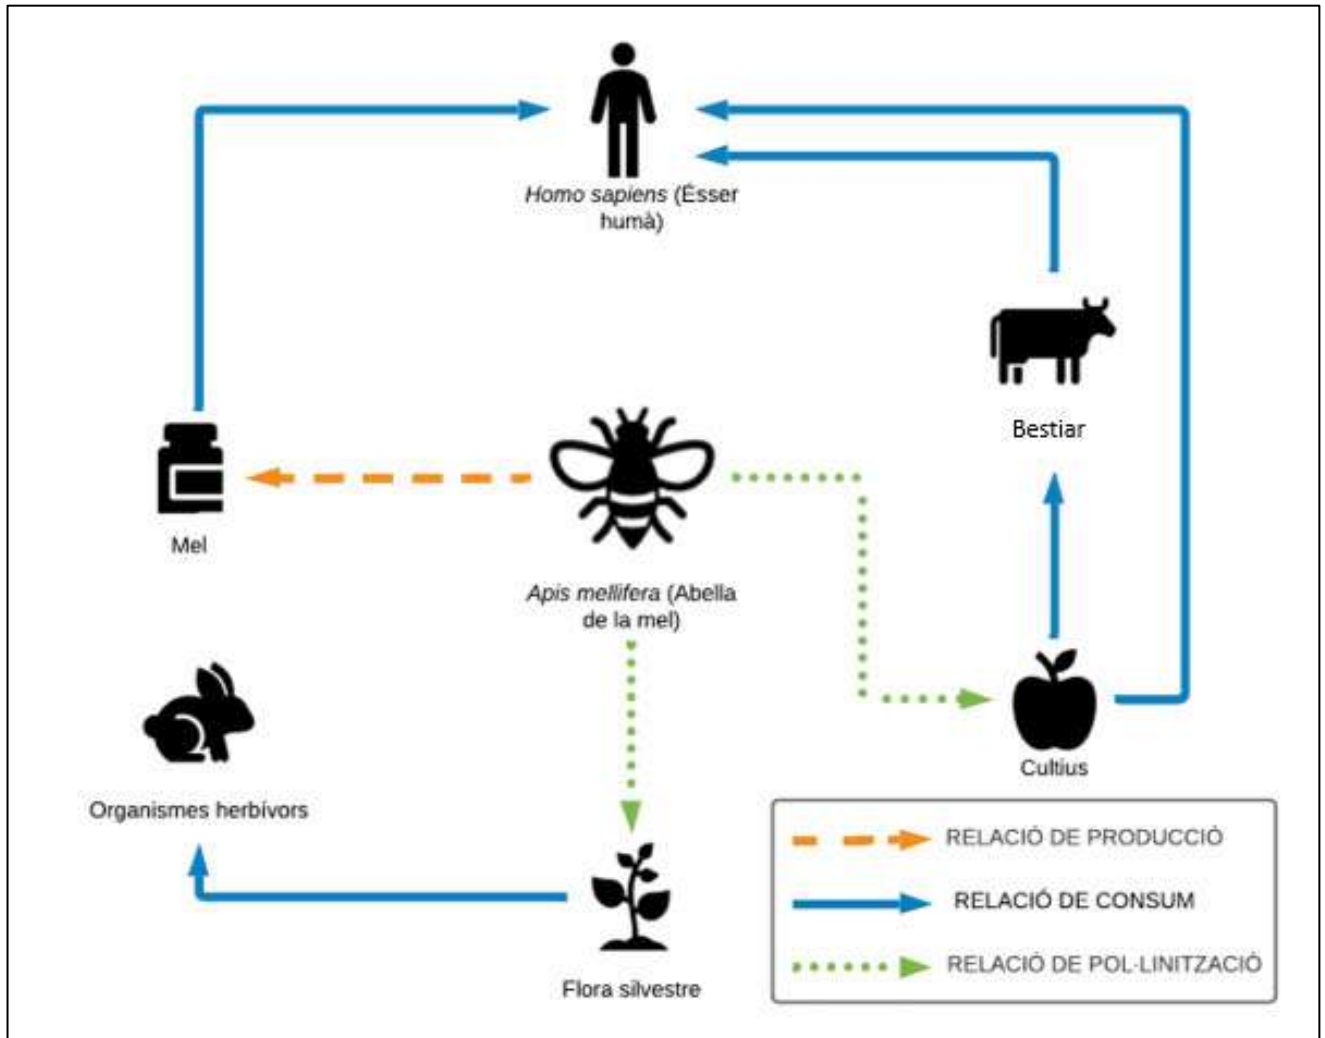 Homo sapiens (Ésser
humà)
Bestiar
Mel
Apis mellifera (Abella
de la mel)
Organismes herbívors
Cultius
RELACIÓ DE PRODUCCIÓ
RELACIÓ DE CONSUM
RELACIÓ DE POL·LINITZACIÓ
Flora silvestre